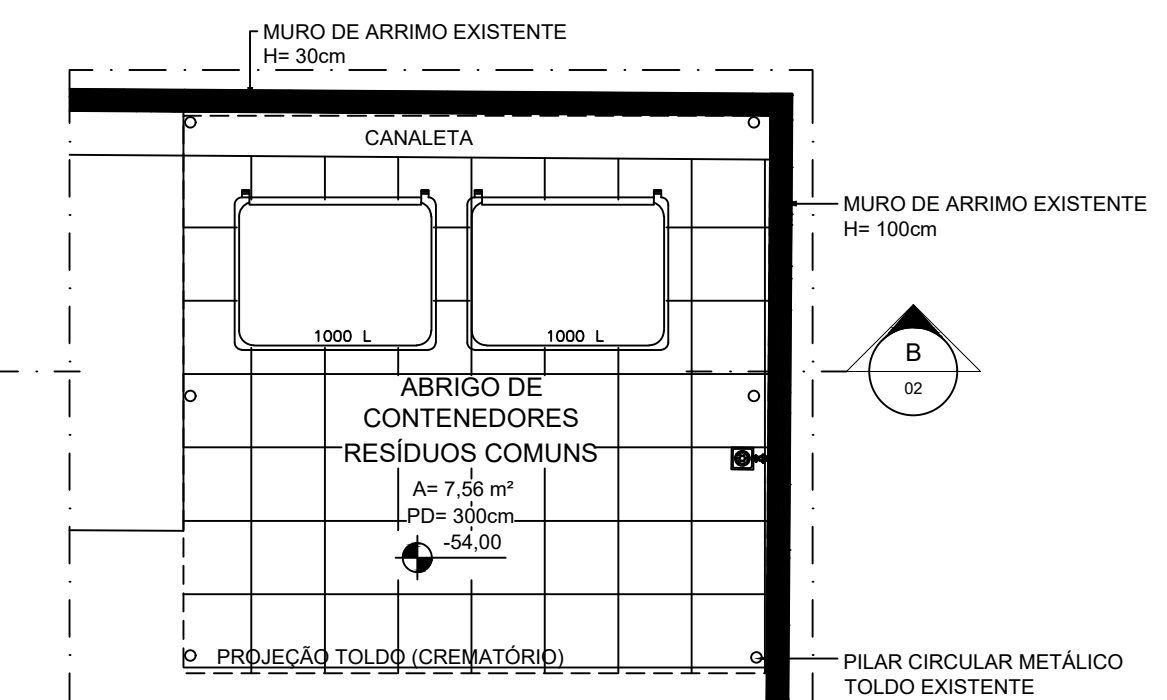 MURO DE ARRIMO EXISTENTE
H= 30cm
CANALETA
MURO DE ARRIMO EXISTENTE
H= 100cm
1000 L
1000 L
B
02
ABRIGO DE
CONTENEDORES
RESÍDUOS COMUNS
A= 7,56 m²
PD= 300cm
-54,00
PROJEÇÃO TOLDO (CREMATÓRIO)
PILAR CIRCULAR METÁLICO
TOLDO EXISTENTE